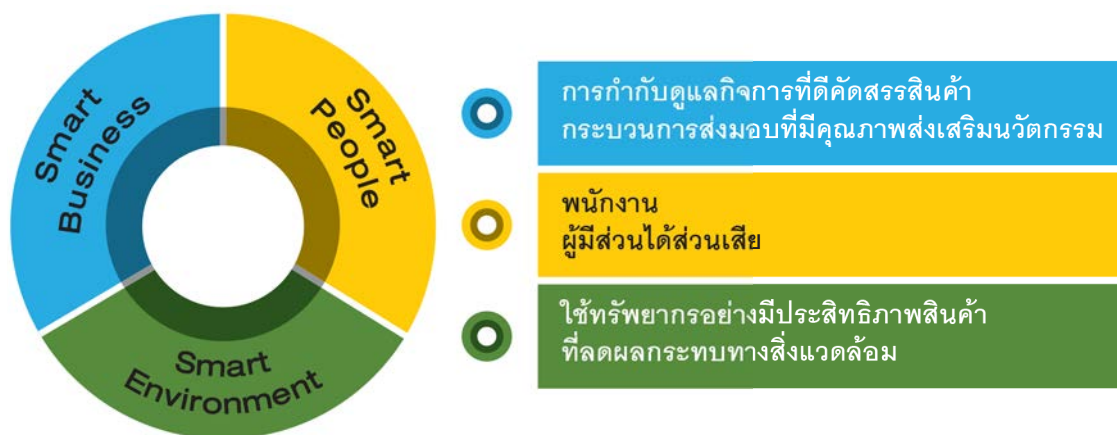 Smart
Business
Smart
People
Smart
Environment
การกำกับดูแลกิจการที่ดีคัดสรรสินค้า
กระบวนการส่งมอบที่มีคุณภาพส่งเสริมนวัตกรรม
พนักงาน
ผู้มีส่วนได้ส่วนเสีย
ใช้ทรัพยากรอย่างมีประสิทธิภาพสินค้า
ที่ลดผลกระทบทางสิ่งแวดล้อม